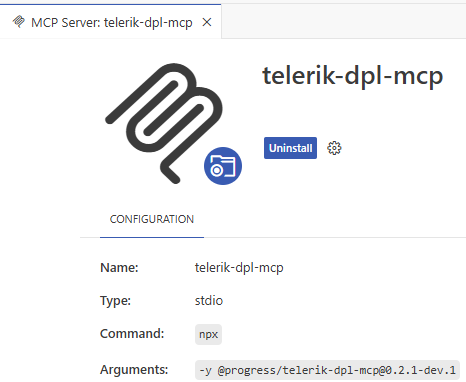 MCP Server: telerik-dpl-mcp
telerik-dpl-mcp
Uninstall
CONFIGURATION
Name: telerik-dpl-mcp
Type: stdio
Command: npx
Arguments: -y @progress/telerik-dpl-mcp@0.2.1-dev.1